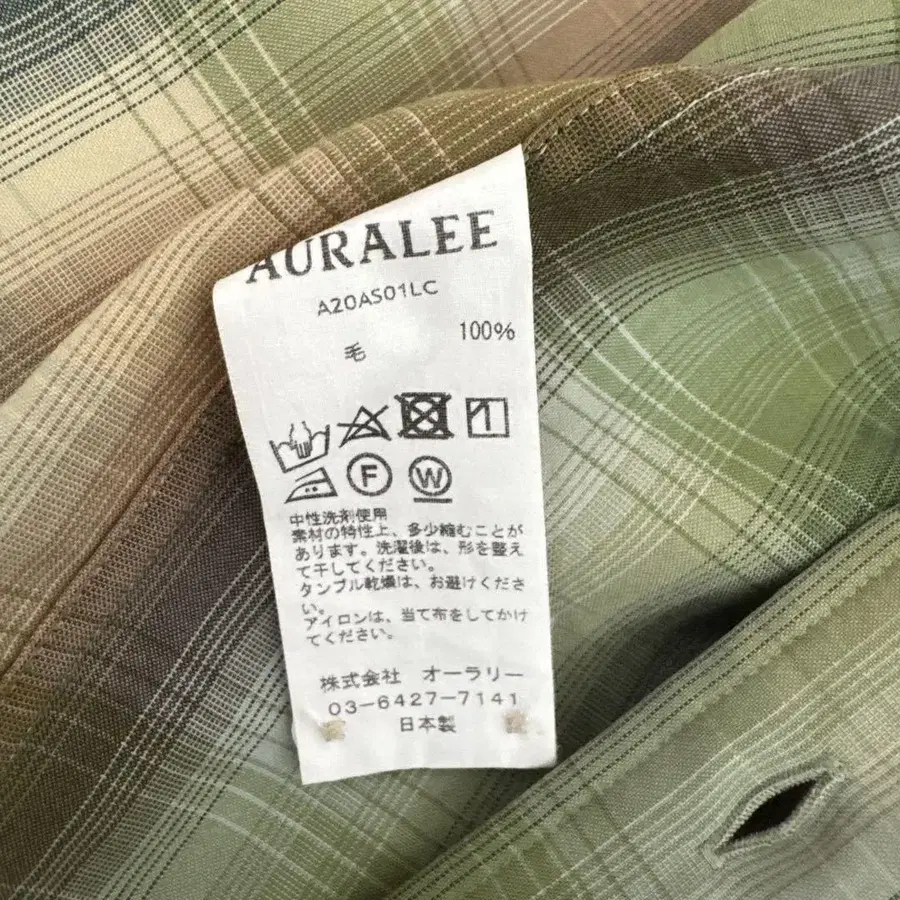 AURALEE
A20AS01LC
毛 100%
F W
中性洗剤使用
素材の特性上、多少縮むことが
あります。洗濯後は、形を整え
て干してください。
タンブル乾燥は、お避けくださ
い。
アイロンは、当て布をしてかけ
てください。
株式会社 オーラリー
03-6427-7141
日本製